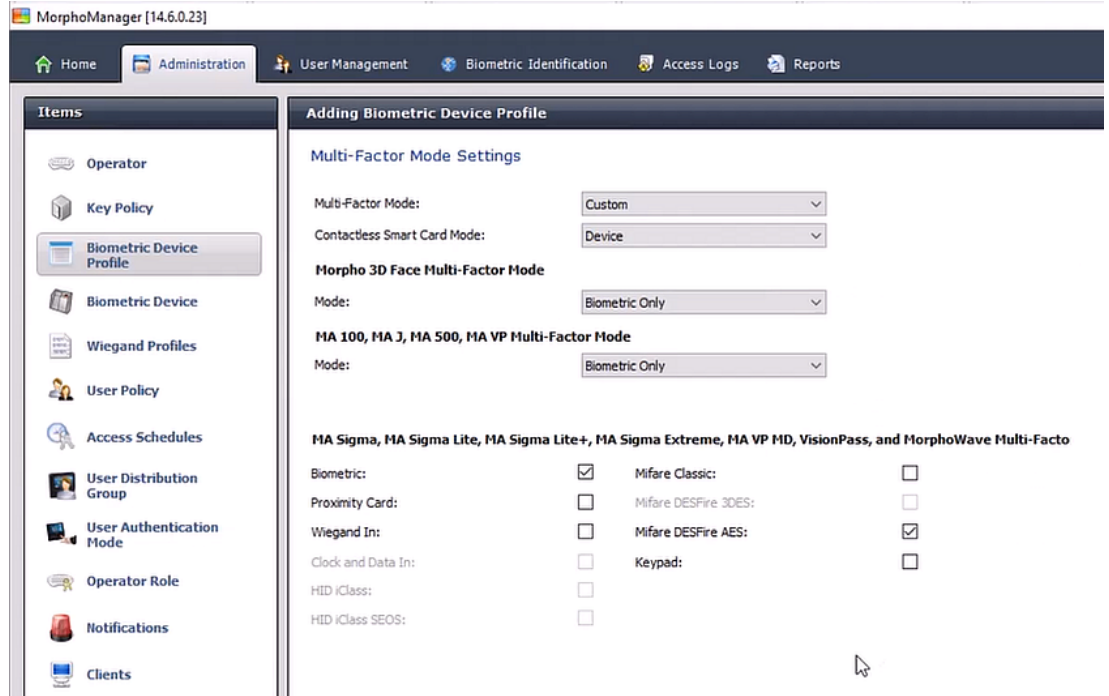 MorphoManager [14.6.0.23]
Home
Administration
User Management
Biometric Identification
Access Logs
Reports
Items
Operator
Key Policy
Biometric Device
Profile
Biometric Device
Wiegand Profiles
User Policy
Access Schedules
User Distribution
Group
User Authentication
Mode
Operator Role
Notifications
Clients
Adding Biometric Device Profile
Multi-Factor Mode Settings
Multi-Factor Mode: Custom
Contactless Smart Card Mode: Device
Morpho 3D Face Multi-Factor Mode
Mode: Biometric Only
MA 100, MA J, MA 500, MA VP Multi-Factor Mode
Mode: Biometric Only
MA Sigma, MA Sigma Lite, MA Sigma Lite+, MA Sigma Extreme, MA VP MD, VisionPass, and MorphoWave Multi-Facto
Biometric: Mifare Classic:
Proximity Card: Mifare DESFire 3DES:
Wiegand In: Mifare DESFire AES:
Clock and Data In: Keypad:
HID iClass:
HID iClass SEOS: